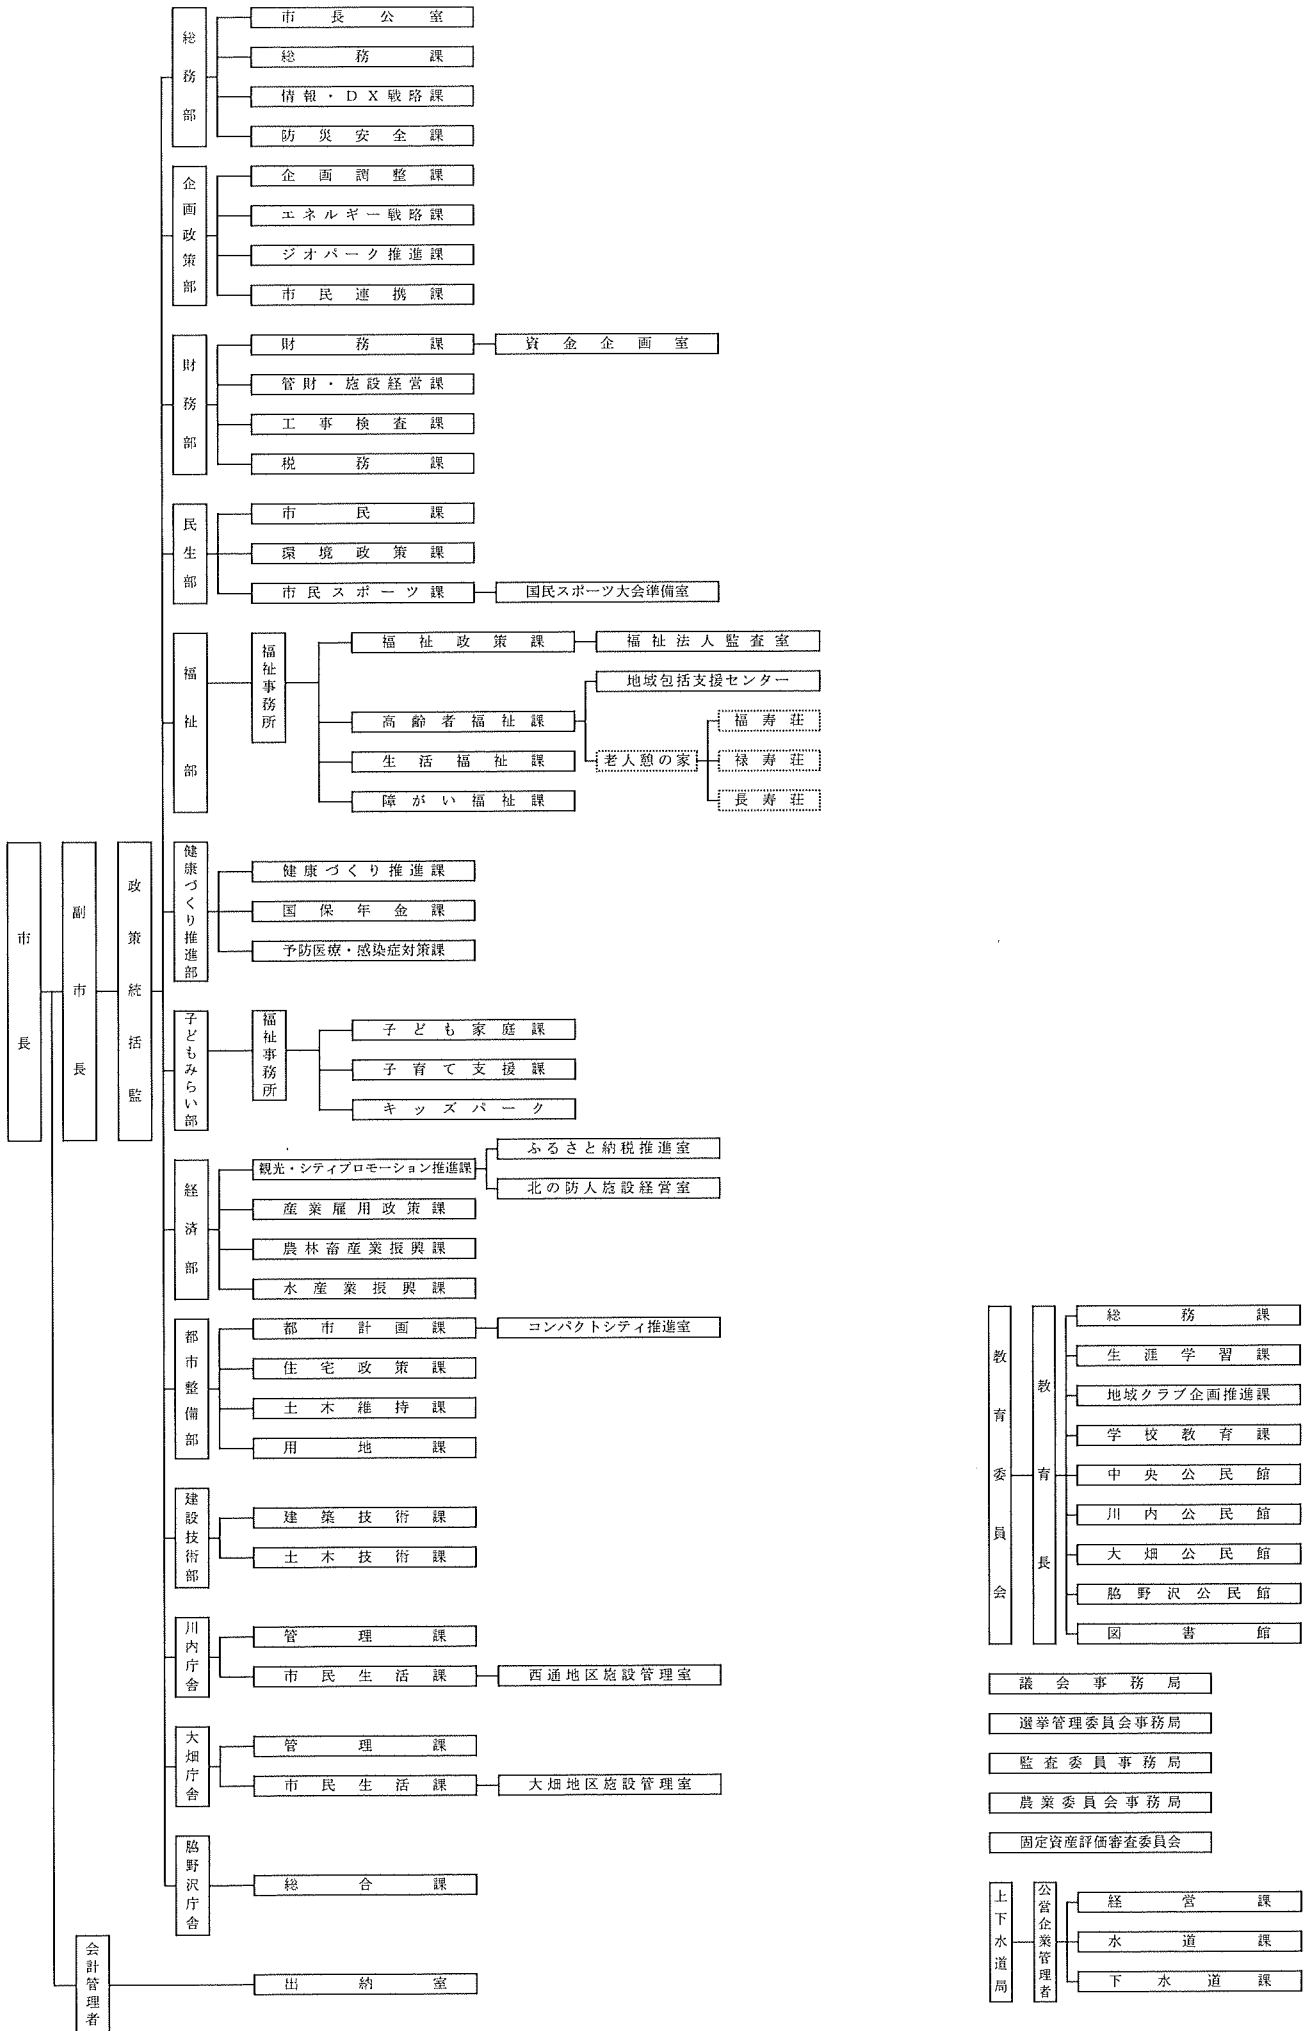 市長
副市長
政策統括監
総務部
市長公室
総務課
情報・DX戦略課
防災安全課
企画政策部
企画調整課
エネルギー戦略課
ジオパーク推進課
市民連携課
財務部
財務課
資金企画室
管財・施設経営課
工事検査課
税務課
民生部
市民課
環境政策課
市民スポーツ課
国民スポーツ大会準備室
福祉部
福祉事務所
福祉政策課
福祉法人監査室
高齢者福祉課
地域包括支援センター
老人憩の家
福寿荘
禄寿荘
長寿荘
生活福祉課
障がい福祉課
健康づくり推進部
健康づくり推進課
国保年金課
予防医療・感染症対策課
子どもみらい部
福祉事務所
子ども家庭課
子育て支援課
キッズパーク
経済部
観光・シティプロモーション推進課
ふるさと納税推進室
北の防人施設経営室
産業雇用政策課
農林畜産業振興課
水産業振興課
都市整備部
都市計画課
コンパクトシティ推進室
住宅政策課
土木維持課
用地課
建設技術部
建築技術課
土木技術課
川内庁舎
管理課
市民生活課
西通地区施設管理室
大畑庁舎
管理課
市民生活課
大畑地区施設管理室
脇野沢庁舎
総合課
会計管理者
出納室
教育委員会
教育長
総務課
生涯学習課
地域クラブ企画推進課
学校教育課
中央公民館
川内公民館
大畑公民館
脇野沢公民館
図書館
議会事務局
選挙管理委員会事務局
監査委員事務局
農業委員会事務局
固定資産評価審査委員会
上下水道局
公営企業管理者
経営課
水道課
下水道課